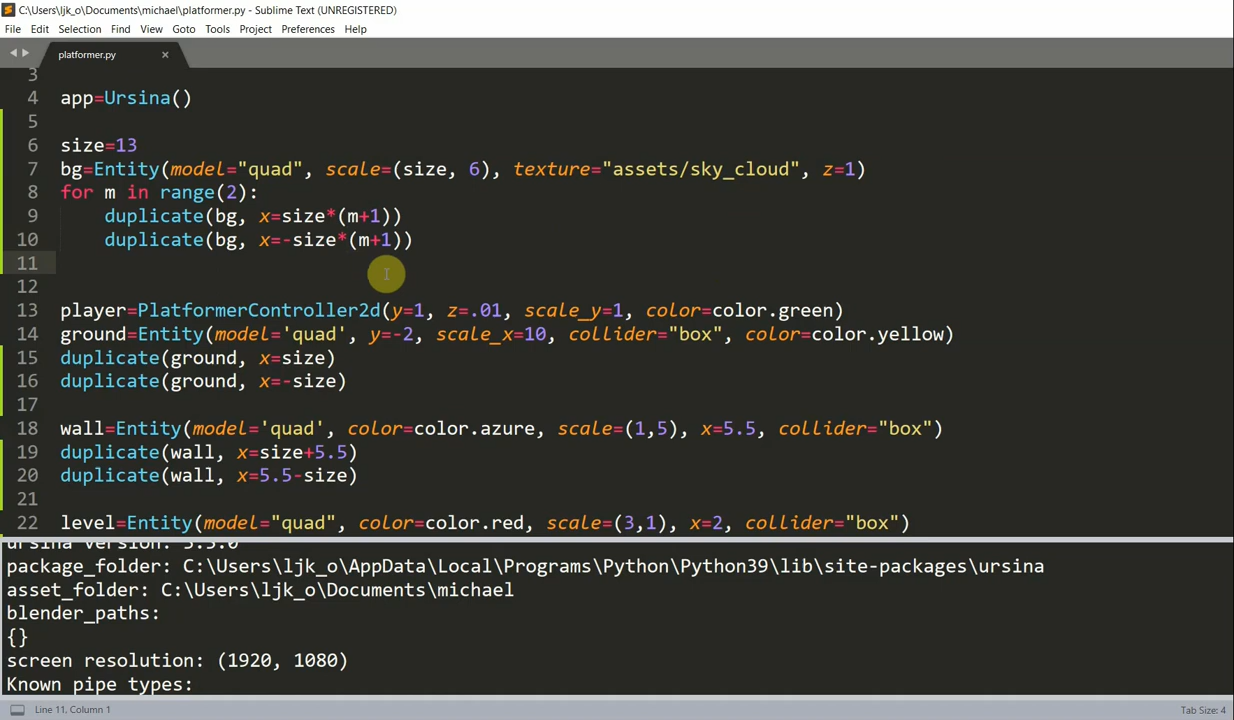 C:\Users\ljk_o\Documents\michael\platformer.py - Sublime Text (UNREGISTERED)
File Edit Selection Find View Goto Tools Project Preferences Help
platformer.py ×
3
4 app=Ursina()
5
6 size=13
7 bg=Entity(model="quad", scale=(size, 6), texture="assets/sky_cloud", z=1)
8 for m in range(2):
9 duplicate(bg, x=size*(m+1))
10 duplicate(bg, x=-size*(m+1))
11
12
13 player=PlatformerController2d(y=1, z=.01, scale_y=1, color=color.green)
14 ground=Entity(model='quad', y=-2, scale_x=10, collider="box", color=color.yellow)
15 duplicate(ground, x=size)
16 duplicate(ground, x=-size)
17
18 wall=Entity(model='quad', color=color.azure, scale=(1,5), x=5.5, collider="box")
19 duplicate(wall, x=size+5.5)
20 duplicate(wall, x=5.5-size)
21
22 level=Entity(model="quad", color=color.red, scale=(3,1), x=2, collider="box")
ursina version: 3.5.0
package_folder: C:\Users\ljk_o\AppData\Local\Programs\Python\Python39\lib\site-packages\ursina
asset_folder: C:\Users\ljk_o\Documents\michael
blender_paths:
{}
screen resolution: (1920, 1080)
Known pipe types:
Line 11, Column 1 Tab Size: 4